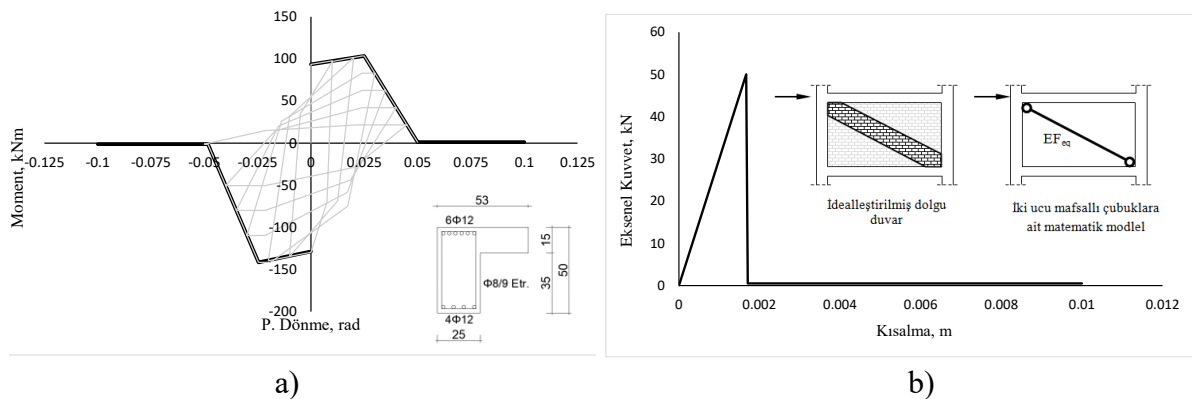 150
100
50
0
-50
-100
-150
-200
-0.125 -0.1 -0.075 -0.05 -0.025 0 0.025 0.05 0.075 0.1 0.125
Moment, kNm
P. Dönme, rad
53
6Φ12
Φ8/9 Etr.
4Φ12
25
15
35
50
a)
60
50
40
30
20
10
0
0 0.002 0.004 0.006 0.008 0.01 0.012
Eksenel Kuvvet, kN
Kısalma, m
İdealleştirilmiş dolgu
duvar
EFeq
İki ucu mafsallı çubuklara
ait matematik modlel
b)